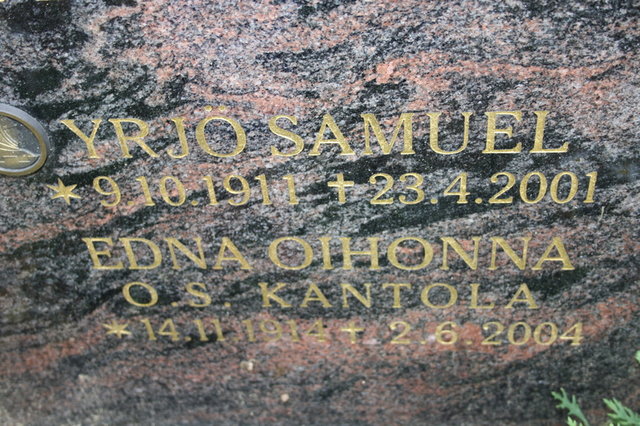 YRJÖ SAMUEL
* 9.10.1911 + 23.4.2001
EDNA OIHONNA
O.S. KANTOLA
* 14.11.1914 + 2.6.2004